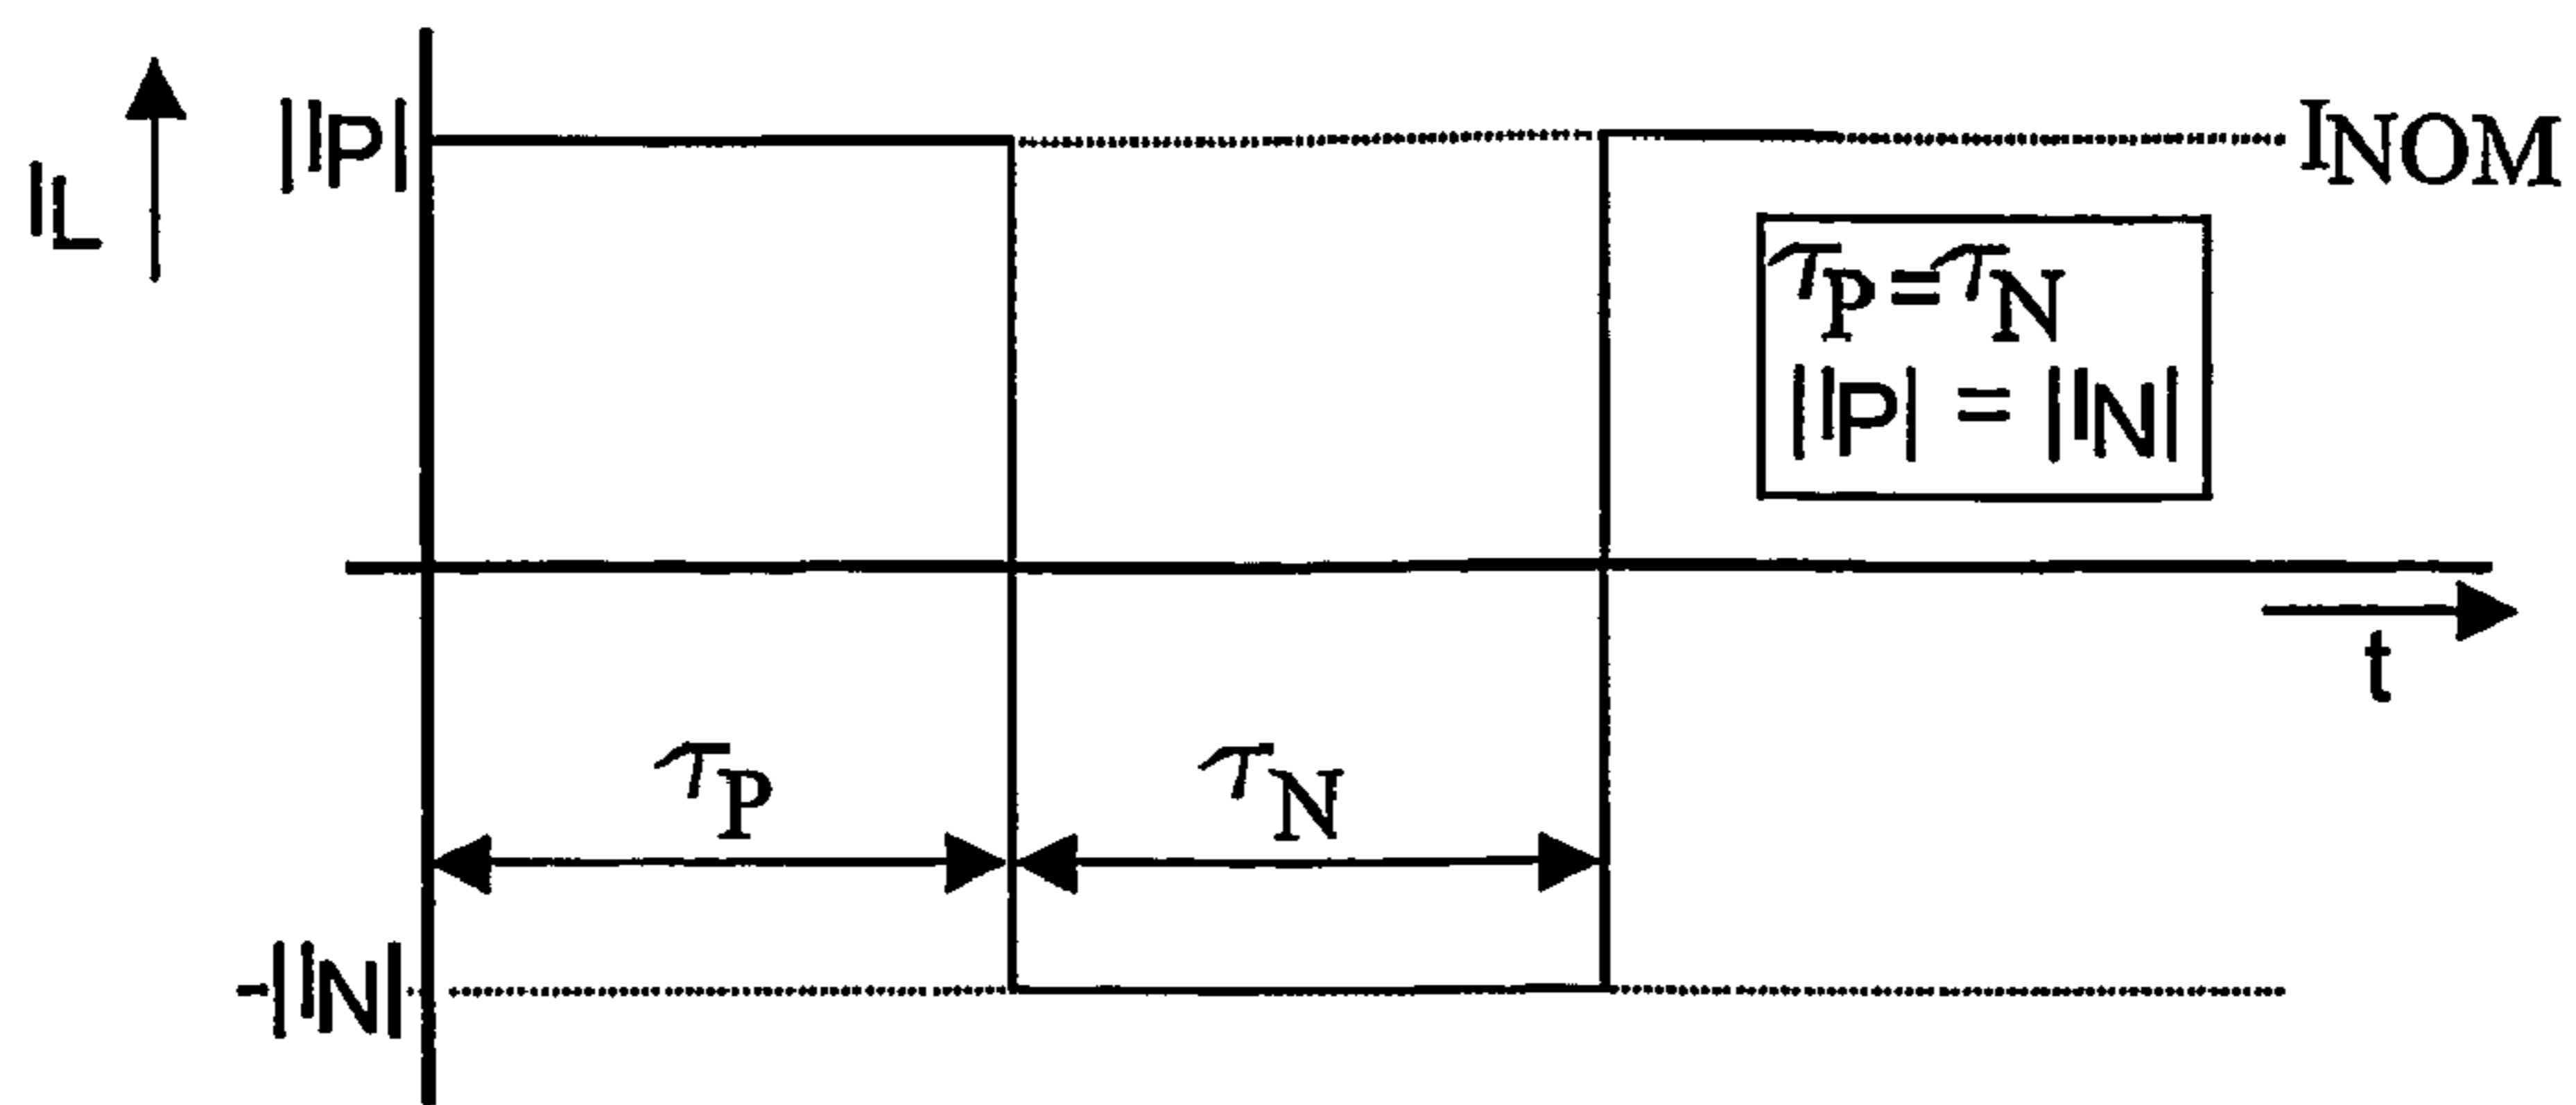 IL
|IP|
INOM
τP=τN
|IP| = |IN|
t
τP
τN
-|IN|